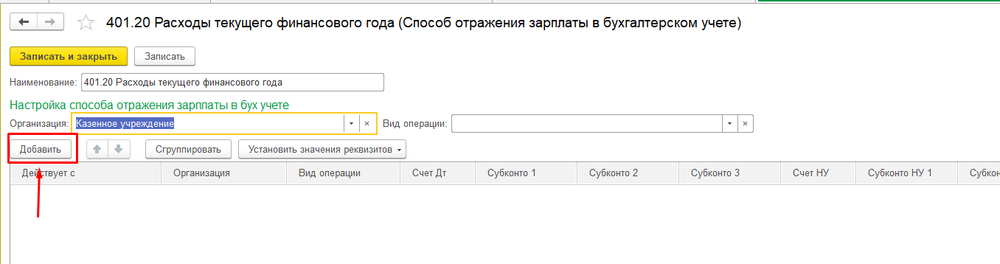 401.20 Расходы текущего финансового года (Способ отражения зарплаты в бухгалтерском учете)
Записать и закрыть Записать
Наименование: 401.20 Расходы текущего финансового года
Настройка способа отражения зарплаты в бух учете
Организация: Казенное учреждение Вид операции:
Добавить Сгруппировать Установить значения реквизитов
Действует с Организация Вид операции Счет Дт Субконто 1 Субконто 2 Субконто 3 Счет НУ Субконто НУ 1 Субкон